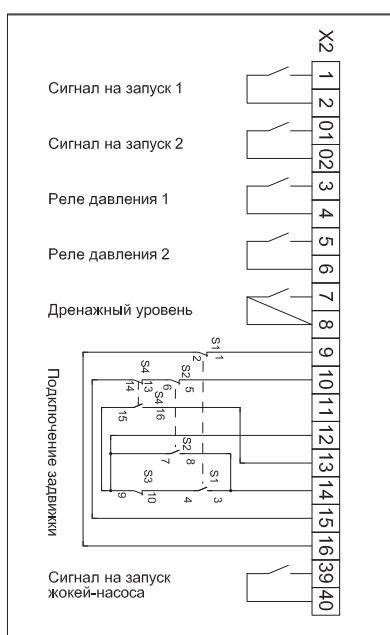 X2
Сигнал на запуск 1
1
2
Сигнал на запуск 2
01
02
Реле давления 1
3
4
Реле давления 2
5
6
Дренажный уровень
7
8
9
10
11
12
13
14
15
16
Подключение задвижки
S1
2
1
S4
14
13
S2
6
5
S4
15
16
S2
7
8
S3
9
10
S1
4
3
Сигнал на запуск
жокей-насоса
39
40